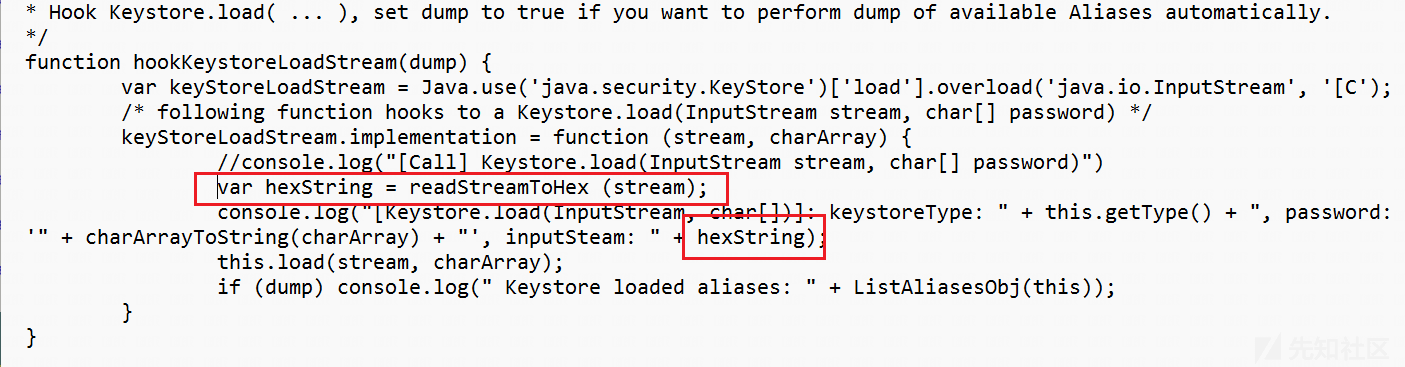 * Hook Keystore.load( ... ), set dump to true if you want to perform dump of available Aliases automatically.
*/
function hookKeystoreLoadStream(dump) {
        var keyStoreLoadStream = Java.use('java.security.KeyStore')['load'].overload('java.io.InputStream', '[C');
        /* following function hooks to a Keystore.load(InputStream stream, char[] password) */
        keyStoreLoadStream.implementation = function (stream, charArray) {
                //console.log("[Call] Keystore.load(InputStream stream, char[] password)")
                var hexString = readStreamToHex (stream);
                console.log("[Keystore.load(InputStream, char[])]: keystoreType: " + this.getType() + ", password:
'" + charArrayToString(charArray) + "', inputSteam: " + hexString);
                this.load(stream, charArray);
                if (dump) console.log(" Keystore loaded aliases: " + ListAliasesObj(this));
        }
}
先知社区